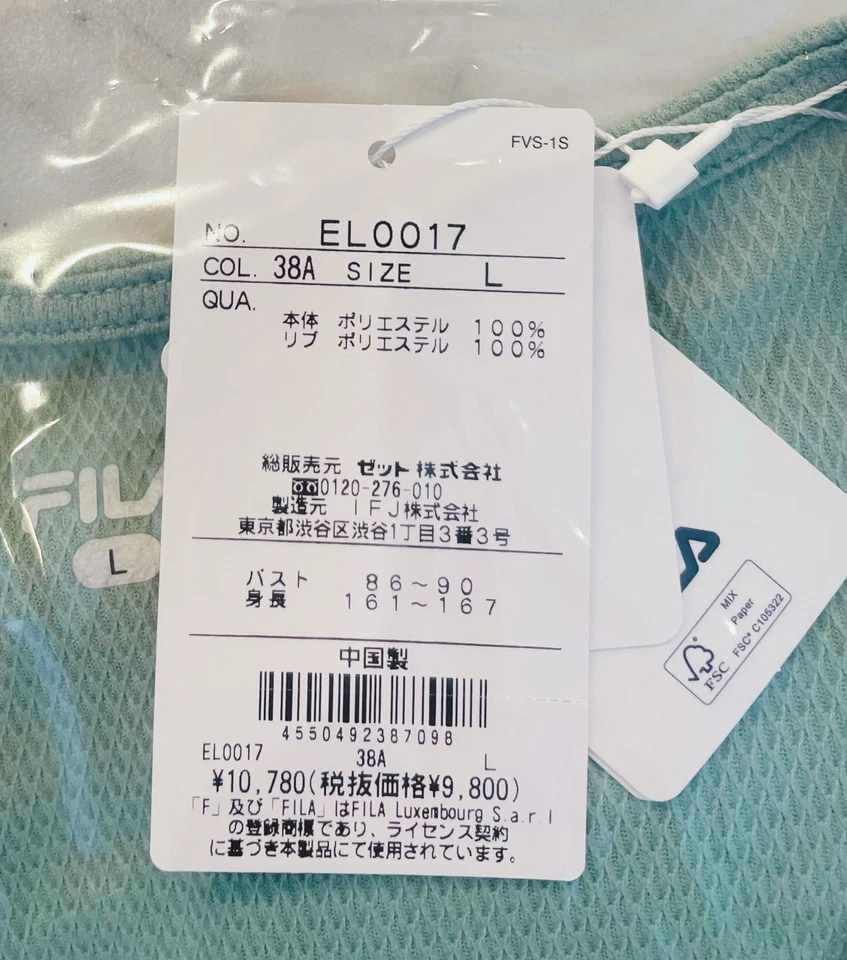 FVS-1S
NO. EL0017
COL. 38A SIZE L
QUA.
本体 ポリエステル 100%
リブ ポリエステル 100%
総販売元 ゼット株式会社
0120-276-010
製造元 IFJ株式会社
東京都渋谷区渋谷1丁目3番3号
バスト 86~90
身長 161~167
中国製
4550492387098
EL0017 38A L
¥10,780(税抜価格¥9,800)
「F」及び「FILA」はFILA Luxembourg S.a.r.l
の登録商標であり、ライセンス契約
に基づき本製品にて使用されています。
FILA
L
MIX
Paper
FSC® C105322
FSC